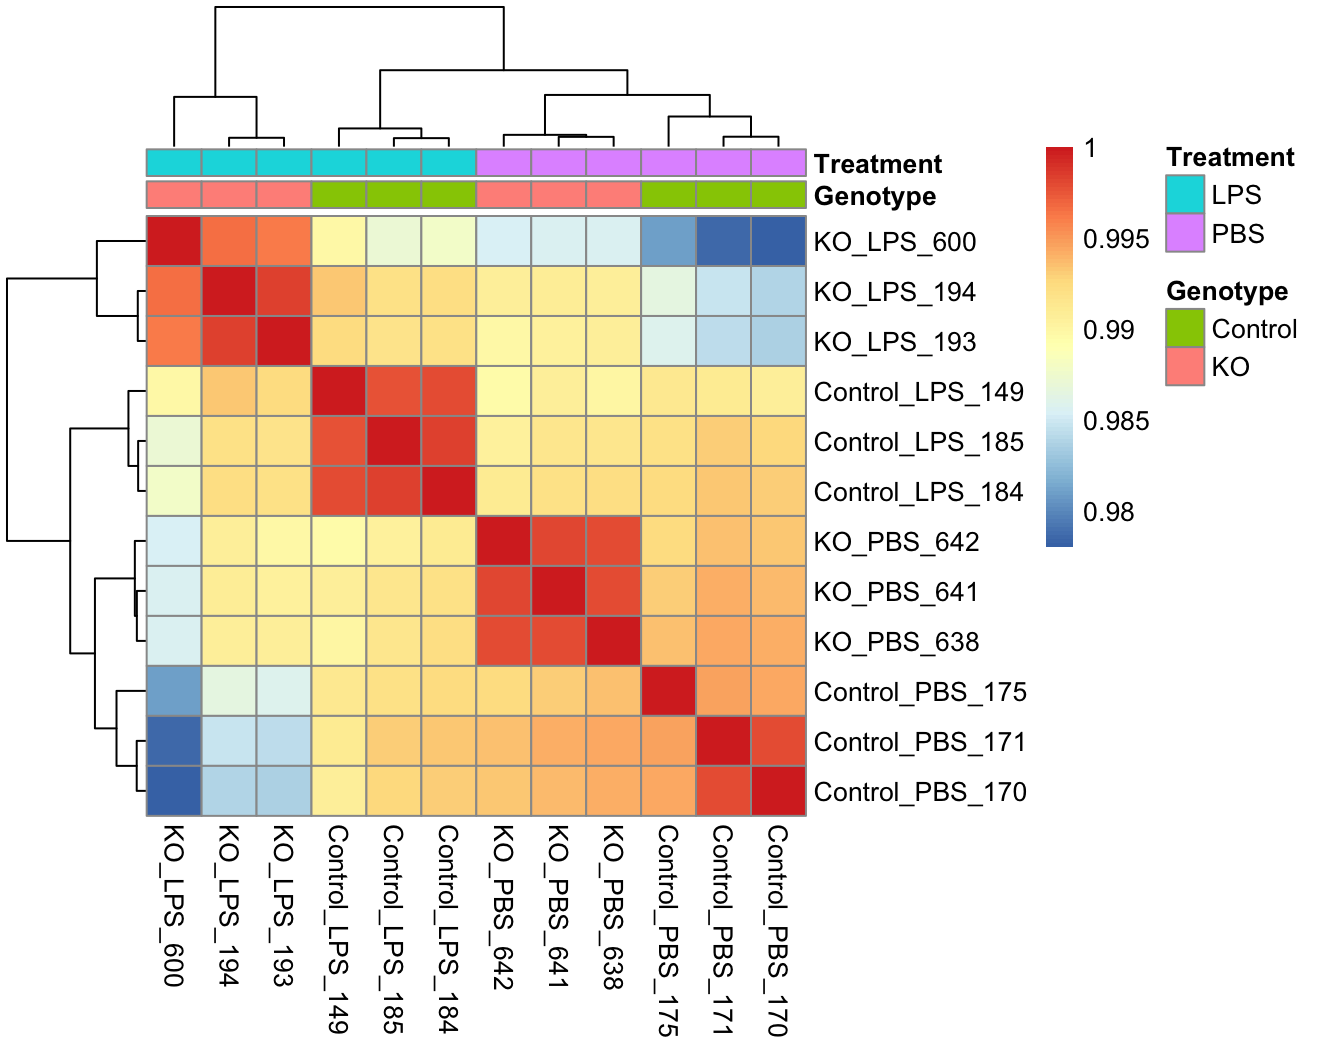 Treatment
Genotype
KO_LPS_600
KO_LPS_194
KO_LPS_193
Control_LPS_149
Control_LPS_185
Control_LPS_184
KO_PBS_642
KO_PBS_641
KO_PBS_638
Control_PBS_175
Control_PBS_171
Control_PBS_170
KO_LPS_600
KO_LPS_194
KO_LPS_193
Control_LPS_149
Control_LPS_185
Control_LPS_184
KO_PBS_642
KO_PBS_641
KO_PBS_638
Control_PBS_175
Control_PBS_171
Control_PBS_170
1
0.995
0.99
0.985
0.98
Treatment
LPS
PBS
Genotype
Control
KO